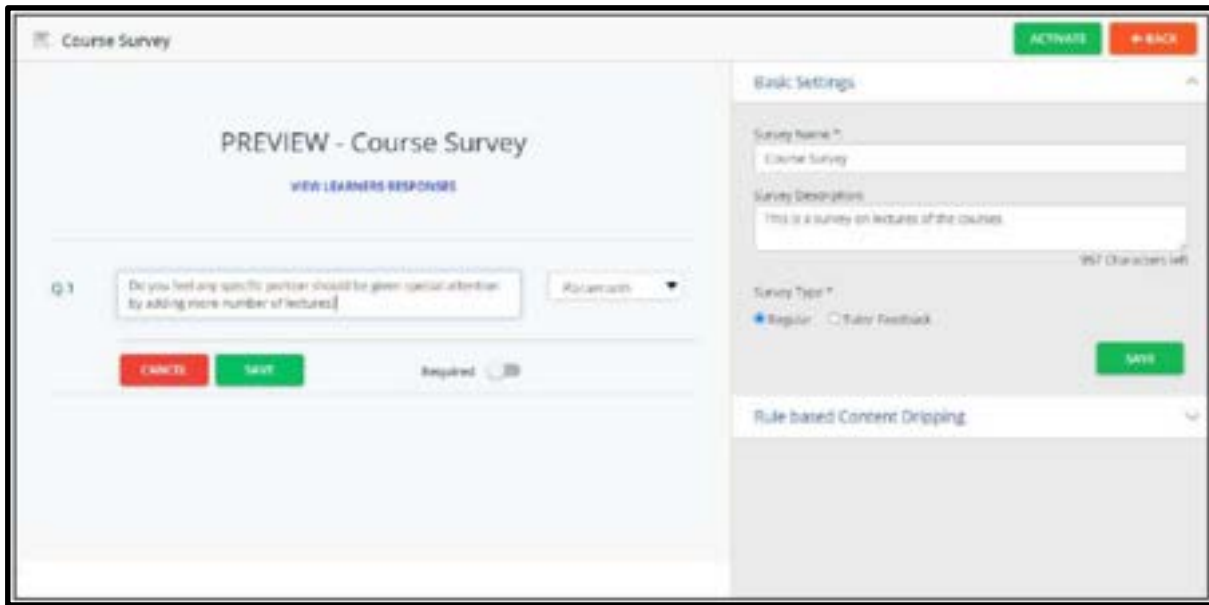 Course Survey
ACTIVATE
BACK
PREVIEW - Course Survey
VIEW LEARNERS RESPONSES
Q.1
Do you feel any specific portion should be given special attention
by adding more number of lectures?
Paragraph
CANCEL
SAVE
Required
Basic Settings
Survey Name *
Course Survey
Survey Description
This is a survey on lectures of the courses
957 Characters left
Survey Type *
Regular
Tutor Feedback
SAVE
Rule based Content Dripping